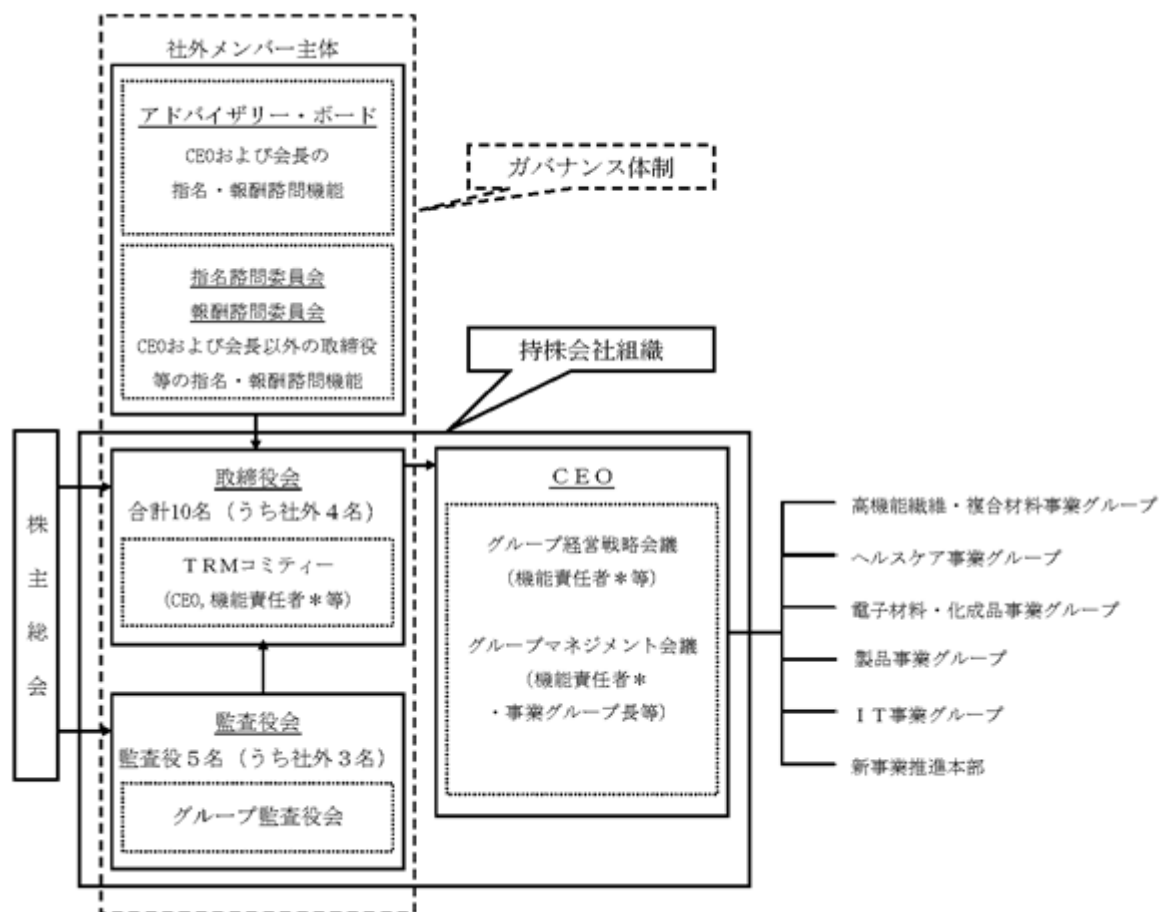 社外メンバー主体
アドバイザリー・ボード
CEOおよび会長の
指名・報酬諮問機能
指名諮問委員会
報酬諮問委員会
CEOおよび会長以外の取締役
等の指名・報酬諮問機能
ガバナンス体制
持株会社組織
株主総会
取締役会
合計10名（うち社外４名）
ＴＲＭコミティー
(CEO,機能責任者＊等)
監査役会
監査役５名（うち社外３名）
グループ監査役会
ＣＥＯ
グループ経営戦略会議
（機能責任者＊等）
グループマネジメント会議
（機能責任者＊
・事業グループ長等）
高機能繊維・複合材料事業グループ
ヘルスケア事業グループ
電子材料・化成品事業グループ
製品事業グループ
ＩＴ事業グループ
新事業推進本部